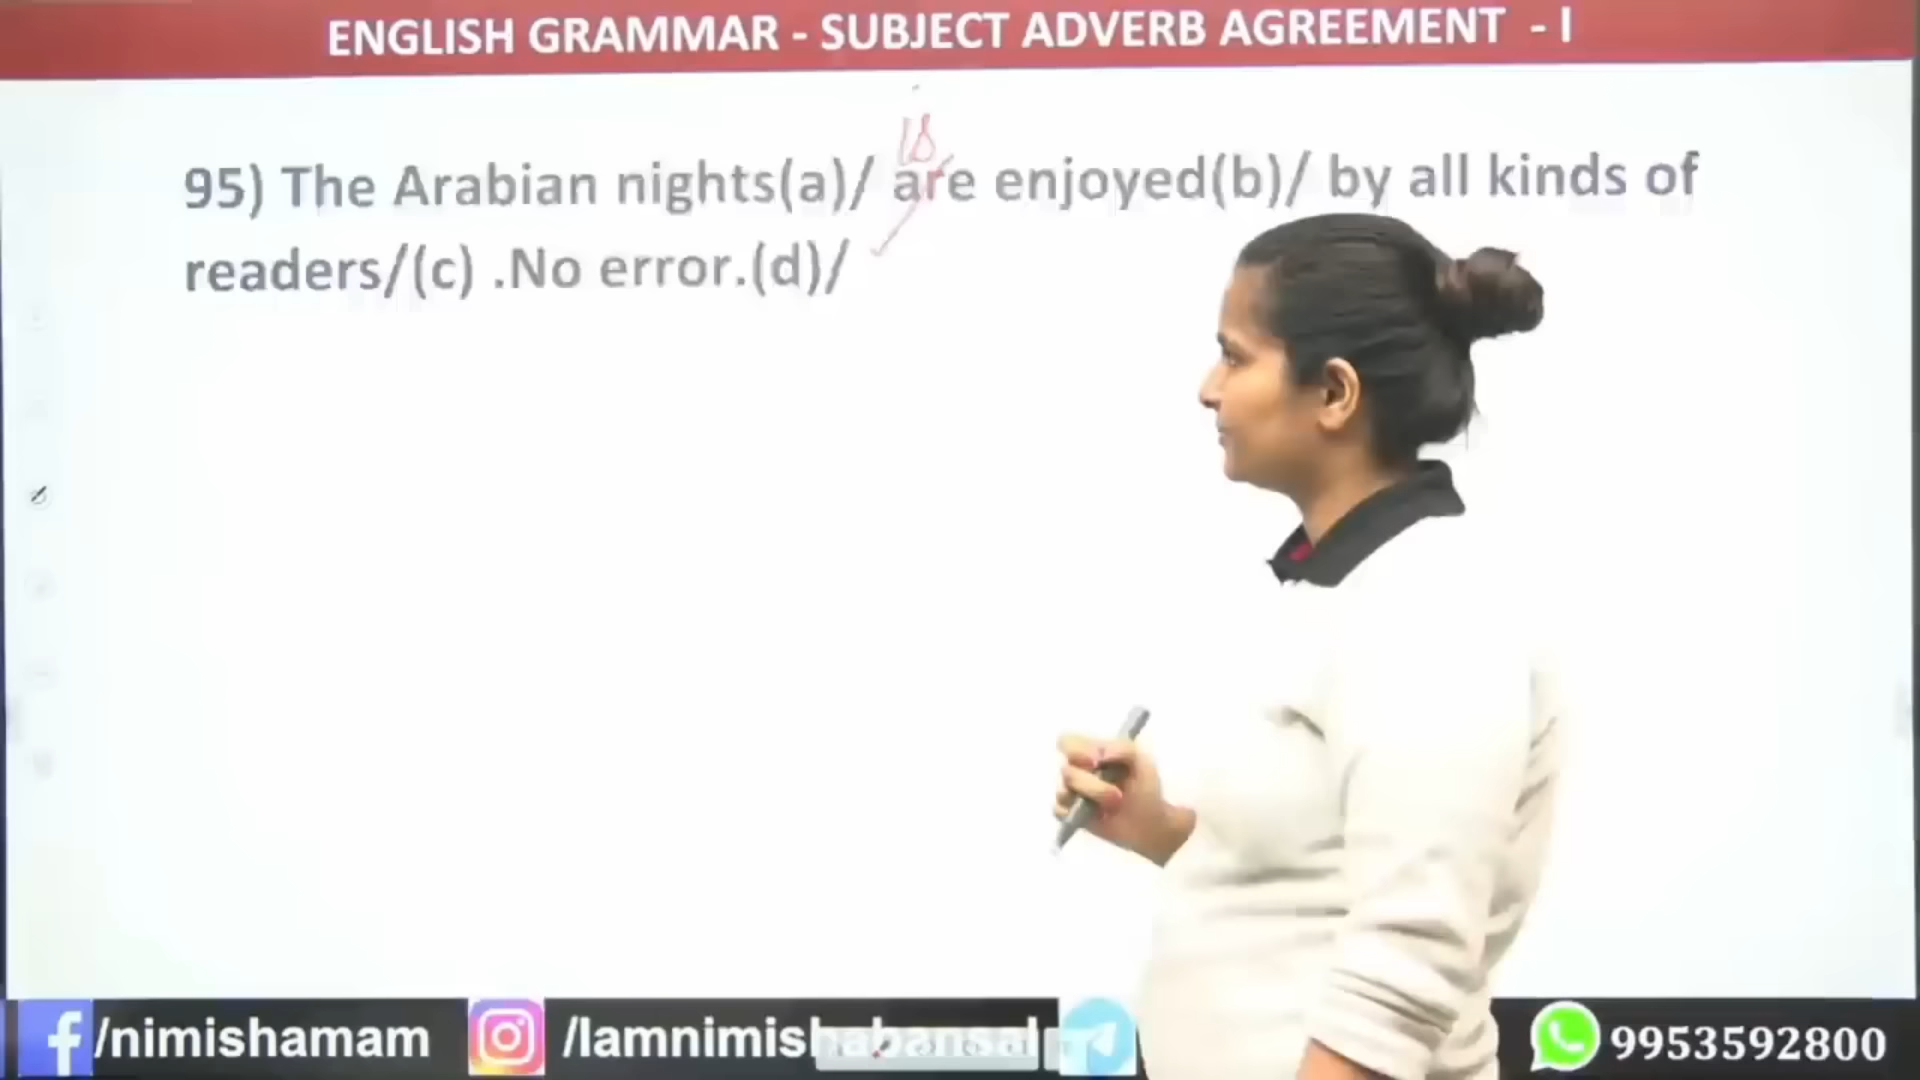 ENGLISH GRAMMAR - SUBJECT ADVERB AGREEMENT - I
is
95) The Arabian nights(a)/ are enjoyed(b)/ by all kinds of
readers/(c) .No error.(d)/
/nimishamam /Iamnimishabansal 9953592800